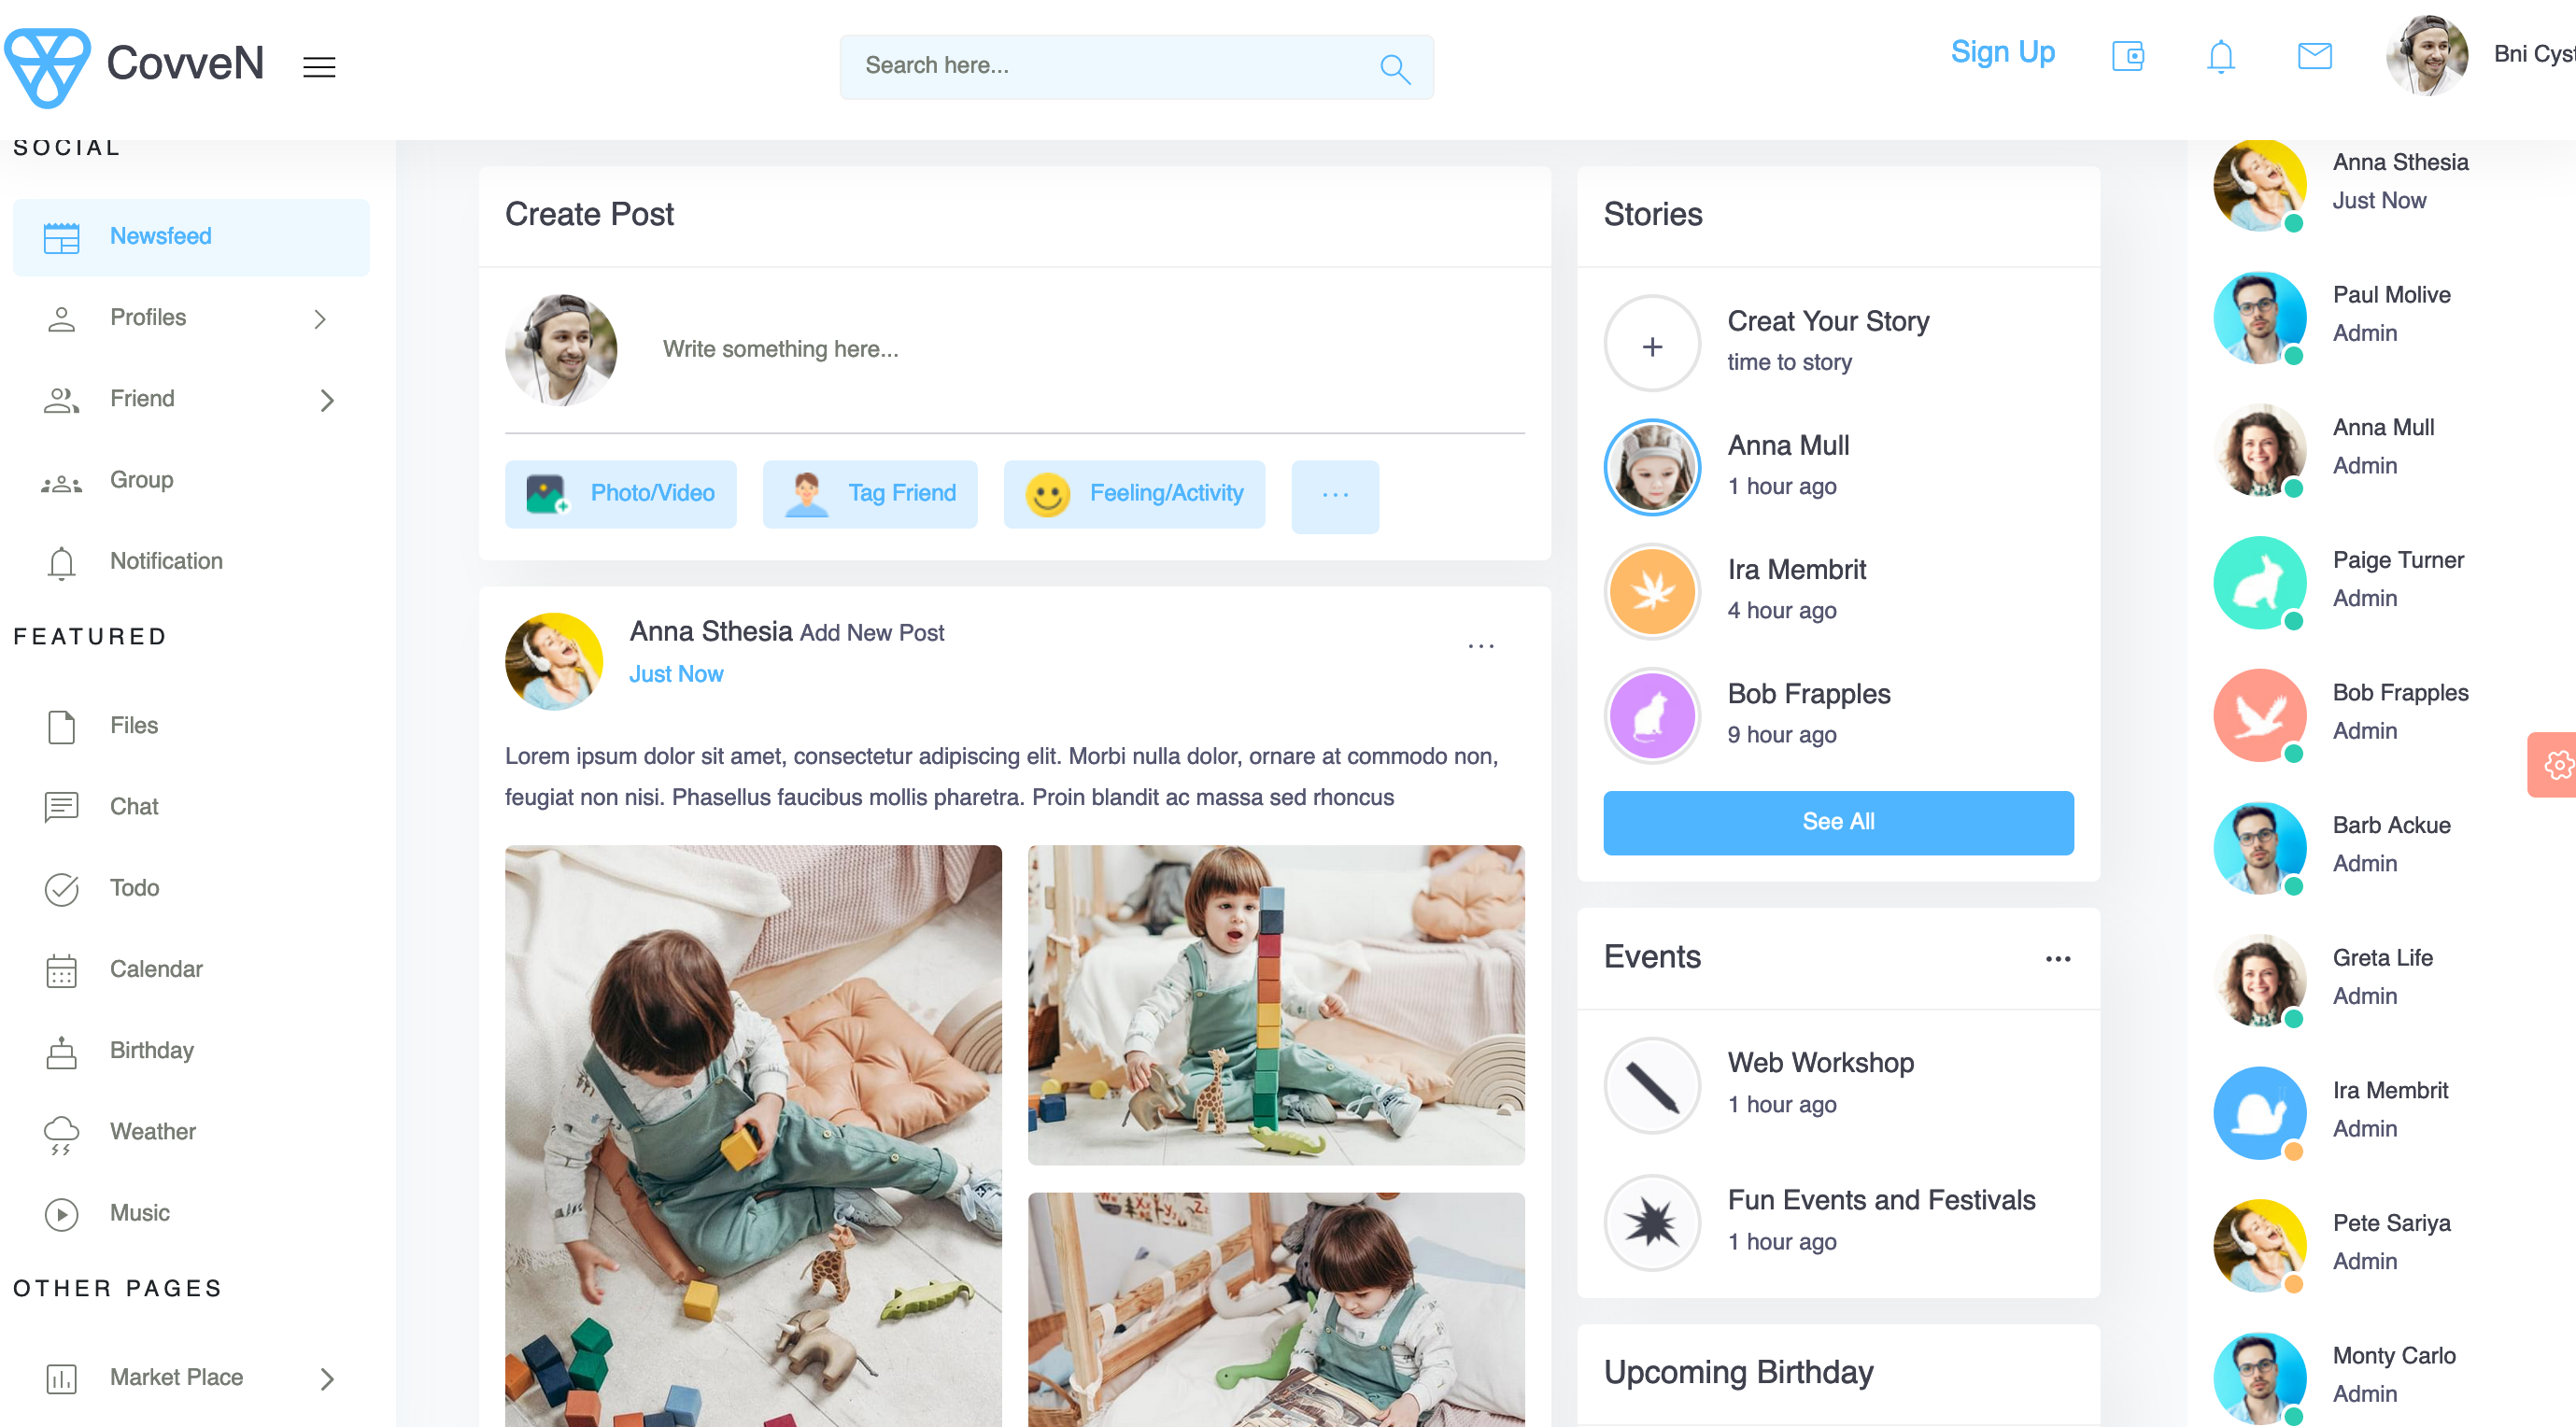 CovveN
Search here...
Sign Up
Bni Cyst
SOCIAL
Newsfeed
Profiles
Friend
Group
Notification
FEATURED
Files
Chat
Todo
Calendar
Birthday
Weather
Music
OTHER PAGES
Market Place
Create Post
Write something here...
Photo/Video
Tag Friend
Feeling/Activity
...
Anna Sthesia Add New Post
Just Now
...
Lorem ipsum dolor sit amet, consectetur adipiscing elit. Morbi nulla dolor, ornare at commodo non,
feugiat non nisi. Phasellus faucibus mollis pharetra. Proin blandit ac massa sed rhoncus
Stories
Creat Your Story
time to story
Anna Mull
1 hour ago
Ira Membrit
4 hour ago
Bob Frapples
9 hour ago
See All
Events
Web Workshop
1 hour ago
Fun Events and Festivals
1 hour ago
Upcoming Birthday
Anna Sthesia
Just Now
Paul Molive
Admin
Anna Mull
Admin
Paige Turner
Admin
Bob Frapples
Admin
Barb Ackue
Admin
Greta Life
Admin
Ira Membrit
Admin
Pete Sariya
Admin
Monty Carlo
Admin